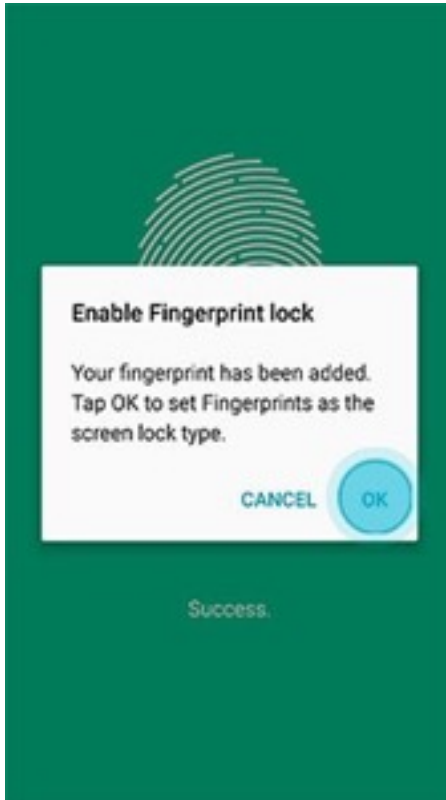 Enable Fingerprint lock
Your fingerprint has been added.
Tap OK to set Fingerprints as the
screen lock type.
CANCEL OK
Success.